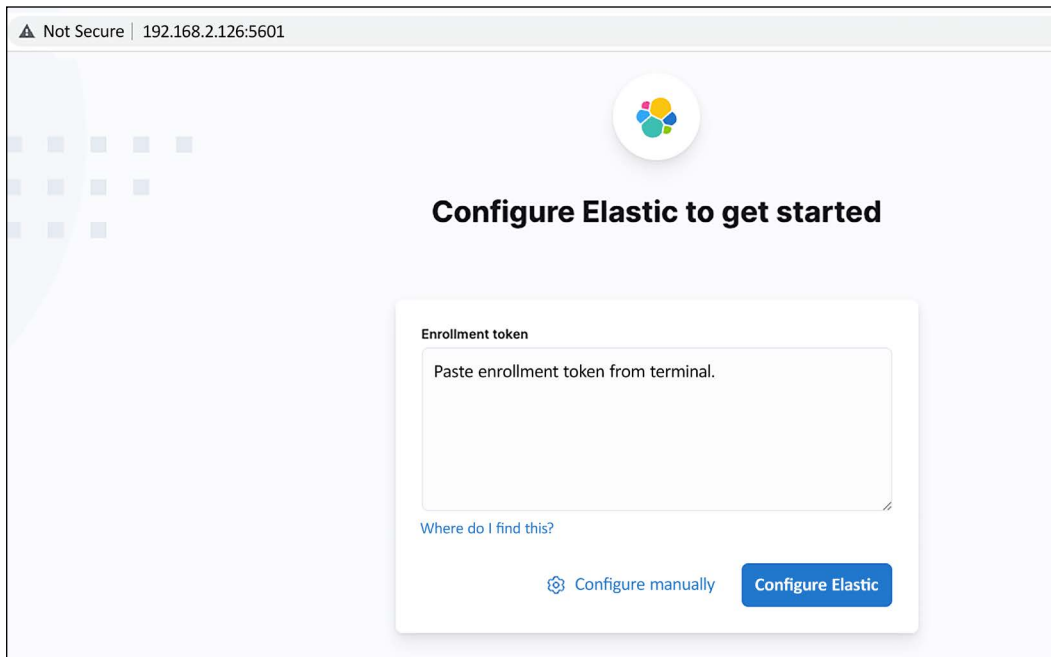 Not Secure | 192.168.2.126:5601
Configure Elastic to get started
Enrollment token
Paste enrollment token from terminal.
Where do I find this?
Configure manually
Configure Elastic